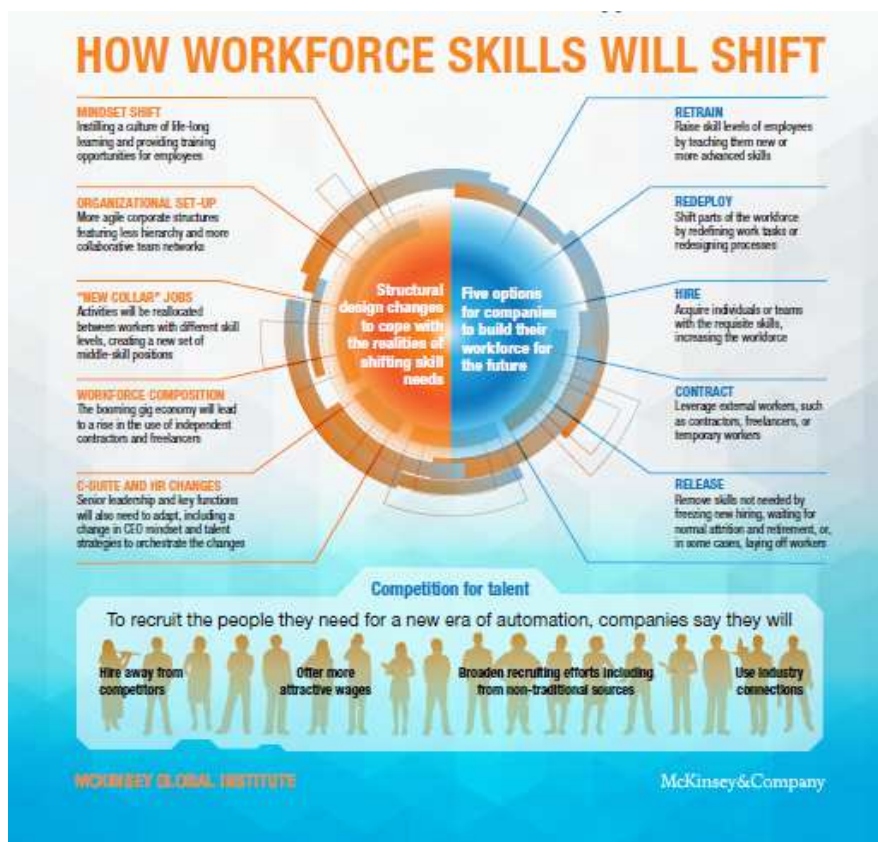 HOW WORKFORCE SKILLS WILL SHIFT
MINDSET SHIFT
Instilling a culture of life-long
learning and providing training
opportunities for employees
ORGANIZATIONAL SET-UP
More agile corporate structures
featuring less hierarchy and more
collaborative team networks
"NEW COLLAR" JOBS
Activities will be reallocated
between workers with different skill
levels, creating a new set of
middle-skill positions
WORKFORCE COMPOSITION
The booming gig economy will lead
to a rise in the use of independent
contractors and freelancers
C-SUITE AND HR CHANGES
Senior leadership and key functions
will also need to adapt, including a
change in CEO mindset and talent
strategies to orchestrate the changes
Structural
design changes
to cope with
the realities of
shifting skill
needs
Five options
for companies
to build their
workforce for
the future
RETRAIN
Raise skill levels of employees
by teaching them new or
more advanced skills
REDEPLOY
Shift parts of the workforce
by redefining work tasks or
redesigning processes
HIRE
Acquire individuals or teams
with the requisite skills,
increasing the workforce
CONTRACT
Leverage external workers, such
as contractors, freelancers, or
temporary workers
RELEASE
Remove skills not needed by
freezing new hiring, waiting for
normal attrition and retirement, or,
in some cases, laying off workers
Competition for talent
To recruit the people they need for a new era of automation, companies say they will
Hire away from
competitors
Offer more
attractive wages
Broaden recruiting efforts including
from non-traditional sources
Use industry
connections
MCKINSEY GLOBAL INSTITUTE
McKinsey&Company